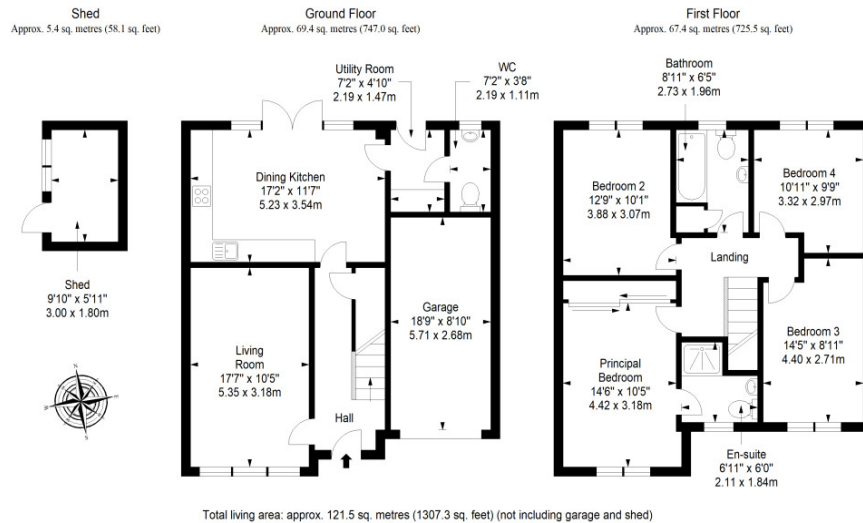 Shed
Approx. 5.4 sq. metres (58.1 sq. feet)
Ground Floor
Approx. 69.4 sq. metres (747.0 sq. feet)
First Floor
Approx. 67.4 sq. metres (725.5 sq. feet)
Utility Room
7'2" x 4'10"
2.19 x 1.47m
WC
7'2" x 3'8"
2.19 x 1.11m
Bathroom
8'11" x 6'5"
2.73 x 1.96m
Dining Kitchen
17'2" x 11'7"
5.23 x 3.54m
Bedroom 2
12'9" x 10'1"
3.88 x 3.07m
Bedroom 4
10'11" x 9'9"
3.32 x 2.97m
Landing
Shed
9'10" x 5'11"
3.00 x 1.80m
Garage
18'9" x 8'10"
5.71 x 2.68m
Living
Room
17'7" x 10'5"
5.35 x 3.18m
Hall
Principal
Bedroom
14'6" x 10'5"
4.42 x 3.18m
Bedroom 3
14'5" x 8'11"
4.40 x 2.71m
En-suite
6'11" x 6'0"
2.11 x 1.84m
N
E
S
W
Total living area: approx. 121.5 sq. metres (1307.3 sq. feet) (not including garage and shed)